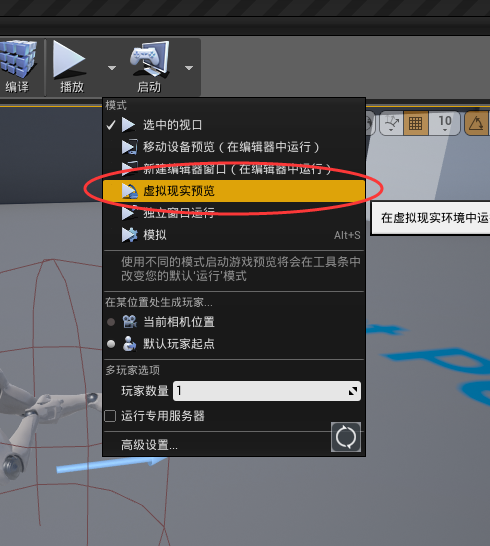 编译
播放
启动
模式
选中的视口
移动设备预览（在编辑器中运行）
新建编辑器窗口（在编辑器中运行）
虚拟现实预览
独立窗口运行
模拟 Alt+S
使用不同的模式启动游戏预览将会在工具条中
改变您的默认'运行'模式
在某位置处生成玩家...
当前相机位置
默认玩家起点
多玩家选项
玩家数量 1
运行专用服务器
高级设置...
10
在虚拟现实环境中运